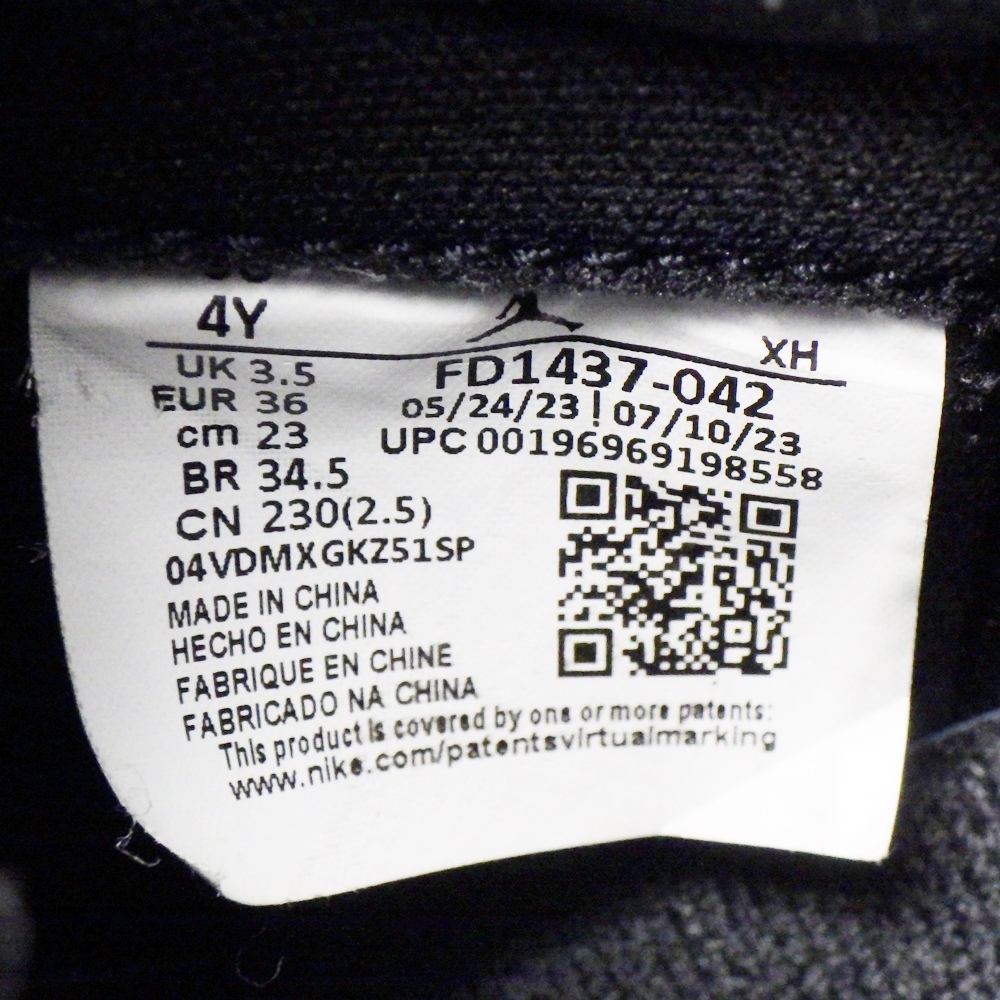 4Y
XH
UK 3.5
EUR 36
cm 23
BR 34.5
CN 230(2.5)
FD1437-042
05/24/23 | 07/10/23
UPC 00196969198558
04VDMXGKZ51SP
MADE IN CHINA
HECHO EN CHINA
FABRIQUE EN CHINE
FABRICADO NA CHINA
This product is covered by one or more patents:
www.nike.com/patentsvirtualmarking